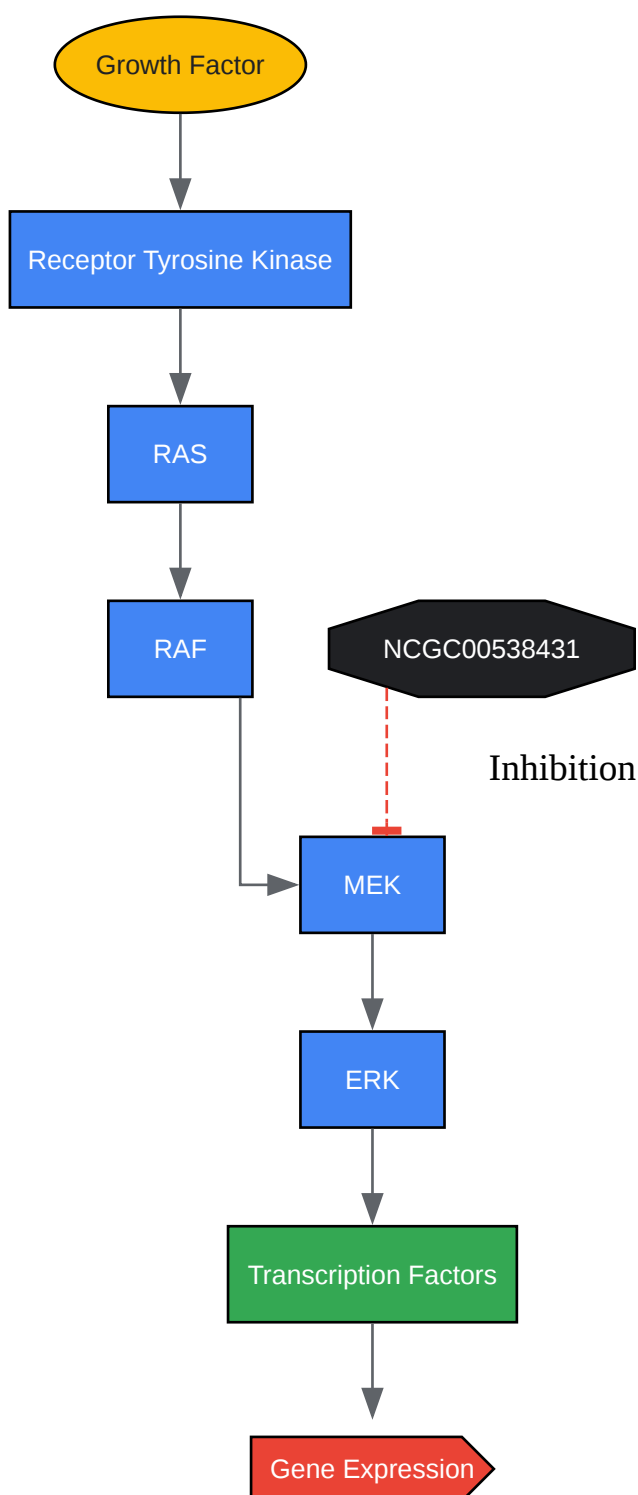 Growth Factor
Receptor Tyrosine Kinase
RAS
RAF
NCGC00538431
Inhibition
MEK
ERK
Transcription Factors
Gene Expression